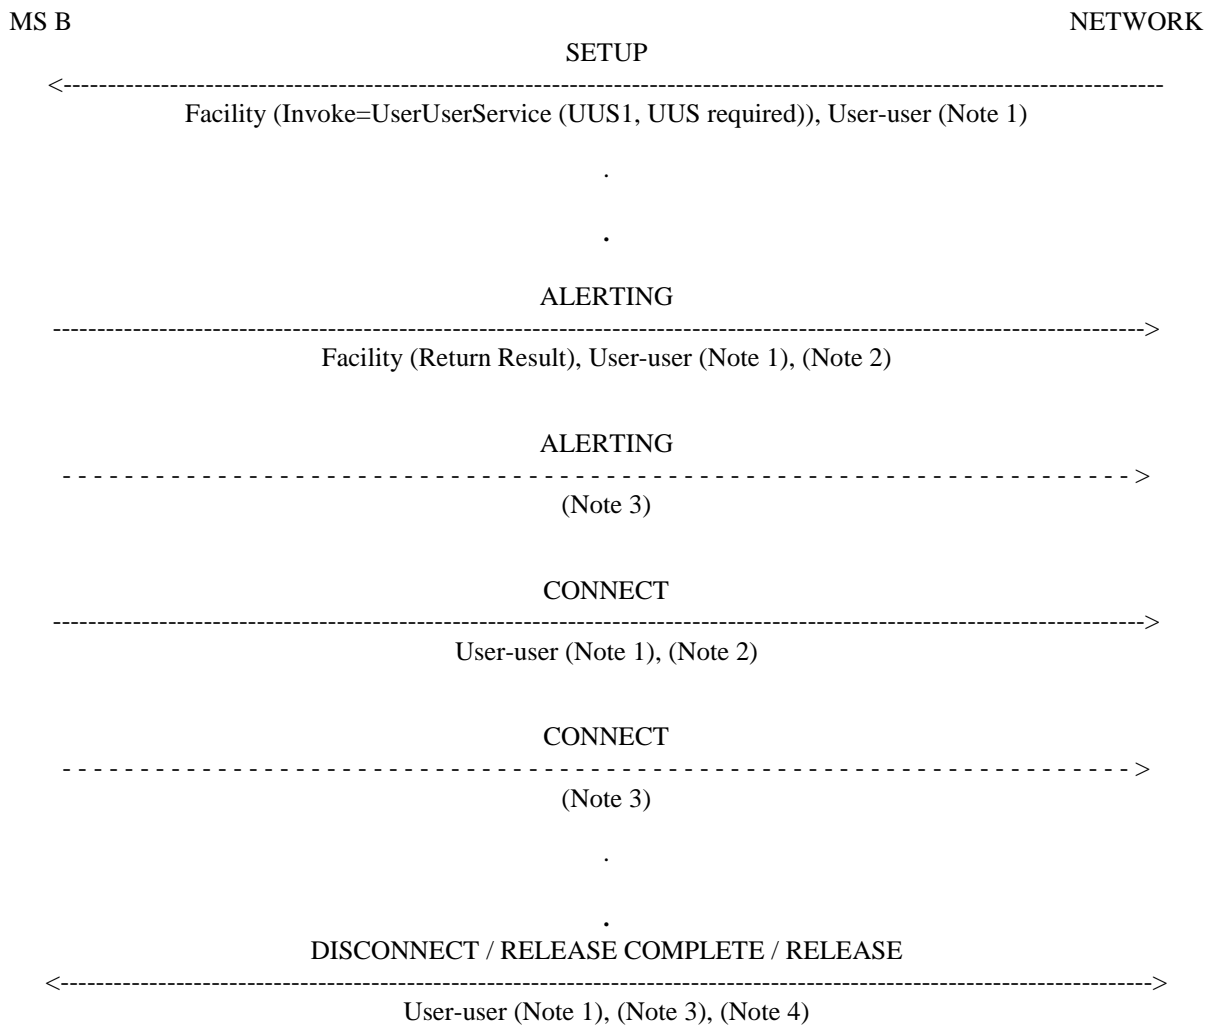 MS B NETWORK
SETUP
<--------------------------------------------------------------------------------------------------------------------------
Facility (Invoke=UserUserService (UUS1, UUS required)), User-user (Note 1)
.
.
ALERTING
-------------------------------------------------------------------------------------------------------------------------->
Facility (Return Result), User-user (Note 1), (Note 2)
ALERTING
- - - - - - - - - - - - - - - - - - - - - - - - - - - - - - - - - - - - - - - - - - - - - - - - - - - - - - - - - - - - - - - - - - - - - >
(Note 3)
CONNECT
-------------------------------------------------------------------------------------------------------------------------->
User-user (Note 1), (Note 2)
CONNECT
- - - - - - - - - - - - - - - - - - - - - - - - - - - - - - - - - - - - - - - - - - - - - - - - - - - - - - - - - - - - - - - - - - - - - >
(Note 3)
.
.
DISCONNECT / RELEASE COMPLETE / RELEASE
<-------------------------------------------------------------------------------------------------------------------------->
User-user (Note 1), (Note 3), (Note 4)